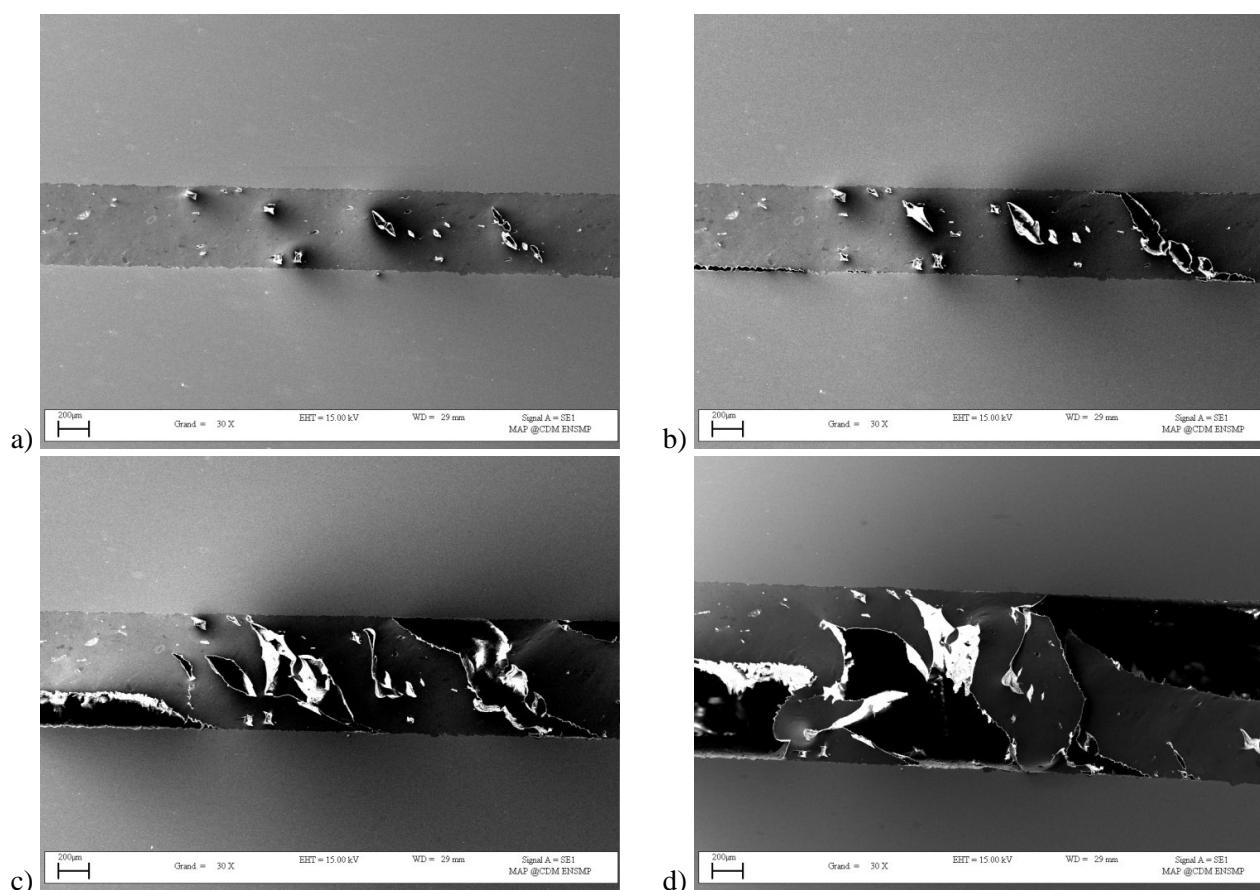 200µm
Grand. = 30 X
EHT = 15.00 kV
WD = 29 mm
Signal A = SE1
MAP @CDM ENSMP
a)
200µm
Grand. = 30 X
EHT = 15.00 kV
WD = 29 mm
Signal A = SE1
MAP @CDM ENSMP
b)
200µm
Grand. = 30 X
EHT = 15.00 kV
WD = 29 mm
Signal A = SE1
MAP @CDM ENSMP
c)
200µm
Grand. = 30 X
EHT = 15.00 kV
WD = 29 mm
Signal A = SE1
MAP @CDM ENSMP
d)